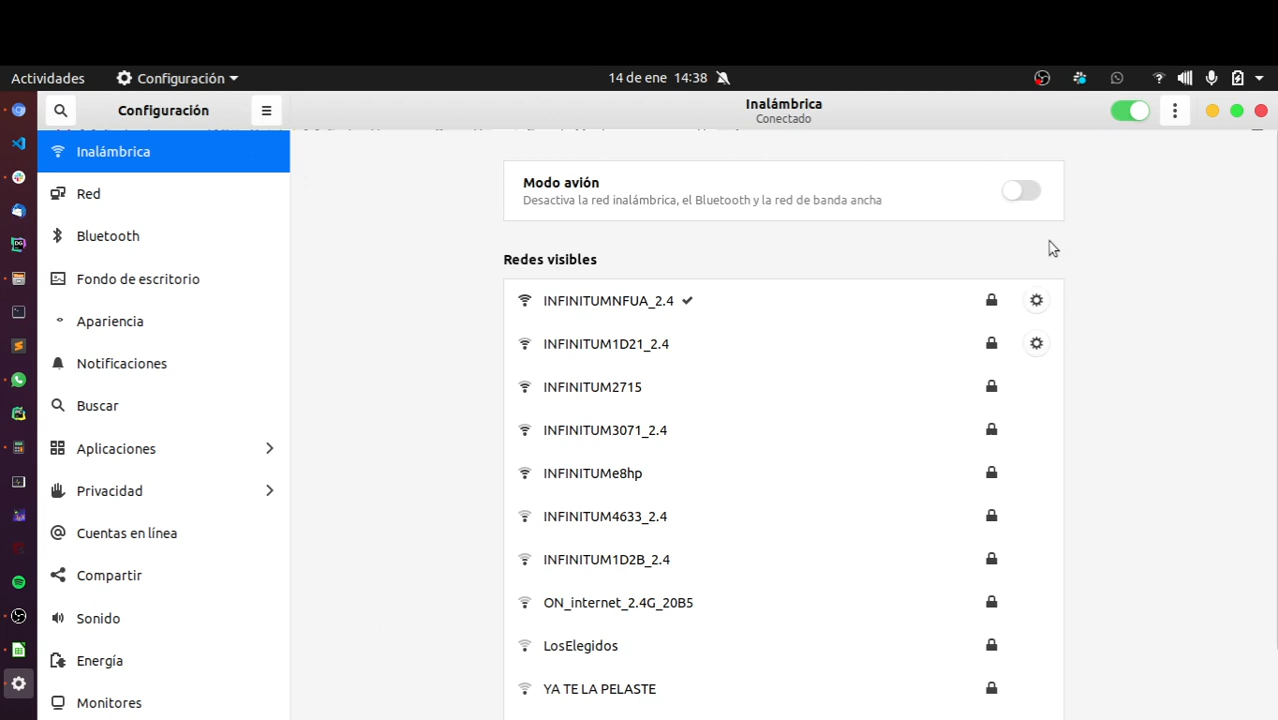 Actividades
Configuración
14 de ene 14:38
Configuración
Inalámbrica
Conectado
Inalámbrica
Red
Bluetooth
Fondo de escritorio
Apariencia
Notificaciones
Buscar
Aplicaciones
Privacidad
Cuentas en línea
Compartir
Sonido
Energía
Monitores
Modo avión
Desactiva la red inalámbrica, el Bluetooth y la red de banda ancha
Redes visibles
INFINITUMNFUA_2.4
INFINITUM1D21_2.4
INFINITUM2715
INFINITUM3071_2.4
INFINITUMe8hp
INFINITUM4633_2.4
INFINITUM1D2B_2.4
ON_internet_2.4G_20B5
LosElegidos
YA TE LA PELASTE